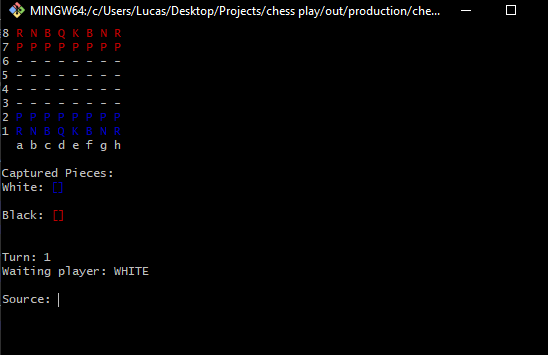 MINGW64:/c/Users/Lucas/Desktop/Projects/chess play/out/production/che...
8 R N B Q K B N R
7 P P P P P P P P
6 - - - - - - - -
5 - - - - - - - -
4 - - - - - - - -
3 - - - - - - - -
2 P P P P P P P P
1 R N B Q K B N R
a b c d e f g h
Captured Pieces:
White: []
Black: []
Turn: 1
Waiting player: WHITE
Source: